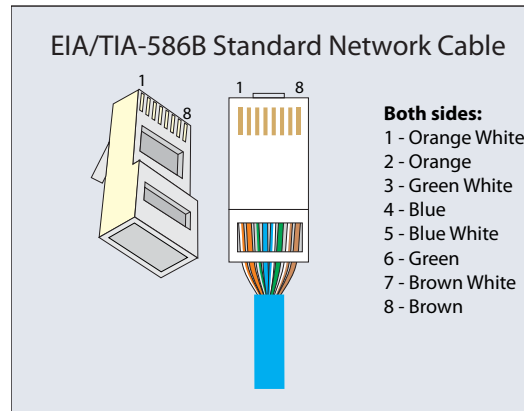 EIA/TIA-586B Standard Network Cable
1
8
1 8
Both sides:
1 - Orange White
2 - Orange
3 - Green White
4 - Blue
5 - Blue White
6 - Green
7 - Brown White
8 - Brown